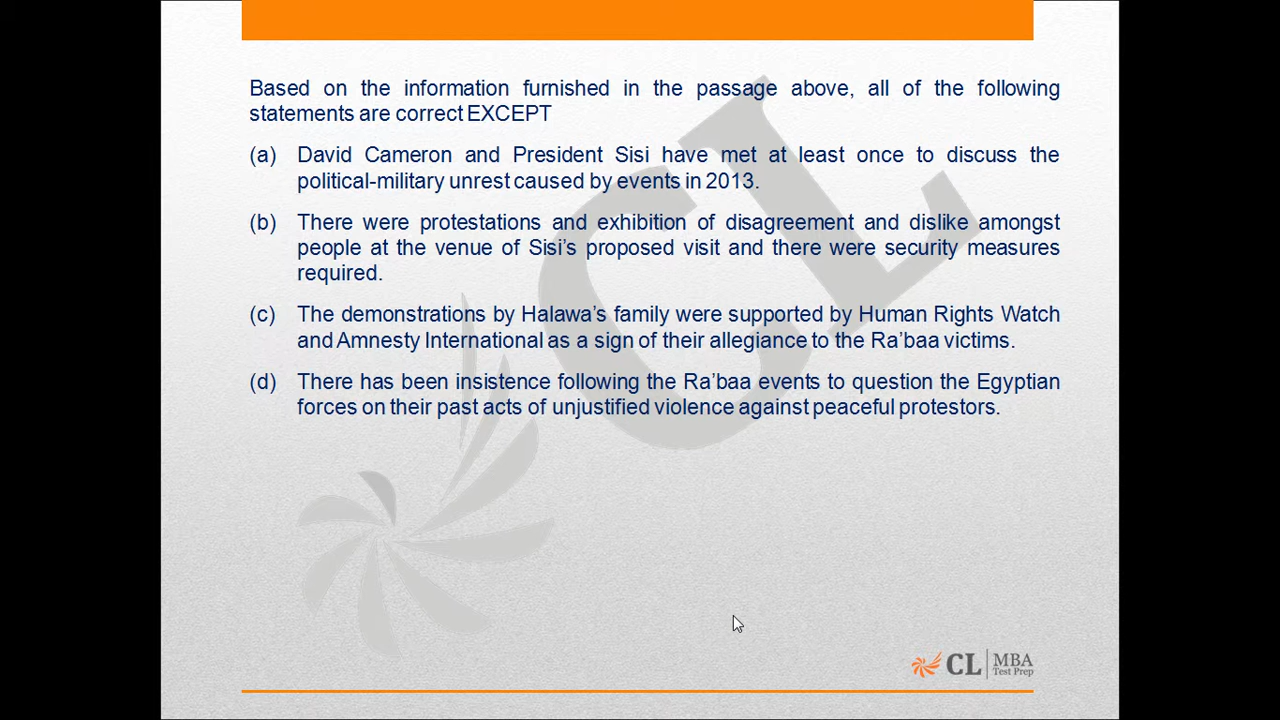 Based on the information furnished in the passage above, all of the following
statements are correct EXCEPT
(a) David Cameron and President Sisi have met at least once to discuss the
political-military unrest caused by events in 2013.
(b) There were protestations and exhibition of disagreement and dislike amongst
people at the venue of Sisi’s proposed visit and there were security measures
required.
(c) The demonstrations by Halawa’s family were supported by Human Rights Watch
and Amnesty International as a sign of their allegiance to the Ra’baa victims.
(d) There has been insistence following the Ra’baa events to question the Egyptian
forces on their past acts of unjustified violence against peaceful protestors.
CL
CL MBA
Test Prep